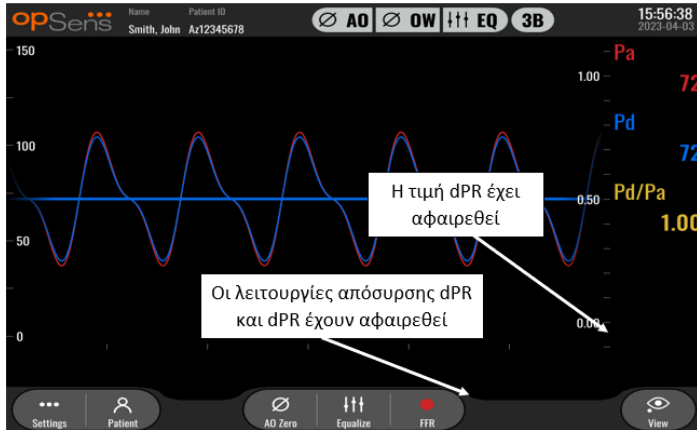 opSens
Name
Patient ID
Smith, John
Az12345678
AO
OW
EQ
3B
15:56:38
2023-04-03
150
100
50
0
1.00
0.50
0.00
Pa
72
Pd
72
Pd/Pa
1.00
Η τιμή dPR έχει
αφαιρεθεί
Οι λειτουργίες απόσυρσης dPR
και dPR έχουν αφαιρεθεί
Settings
Patient
AO Zero
Equalize
FFR
View